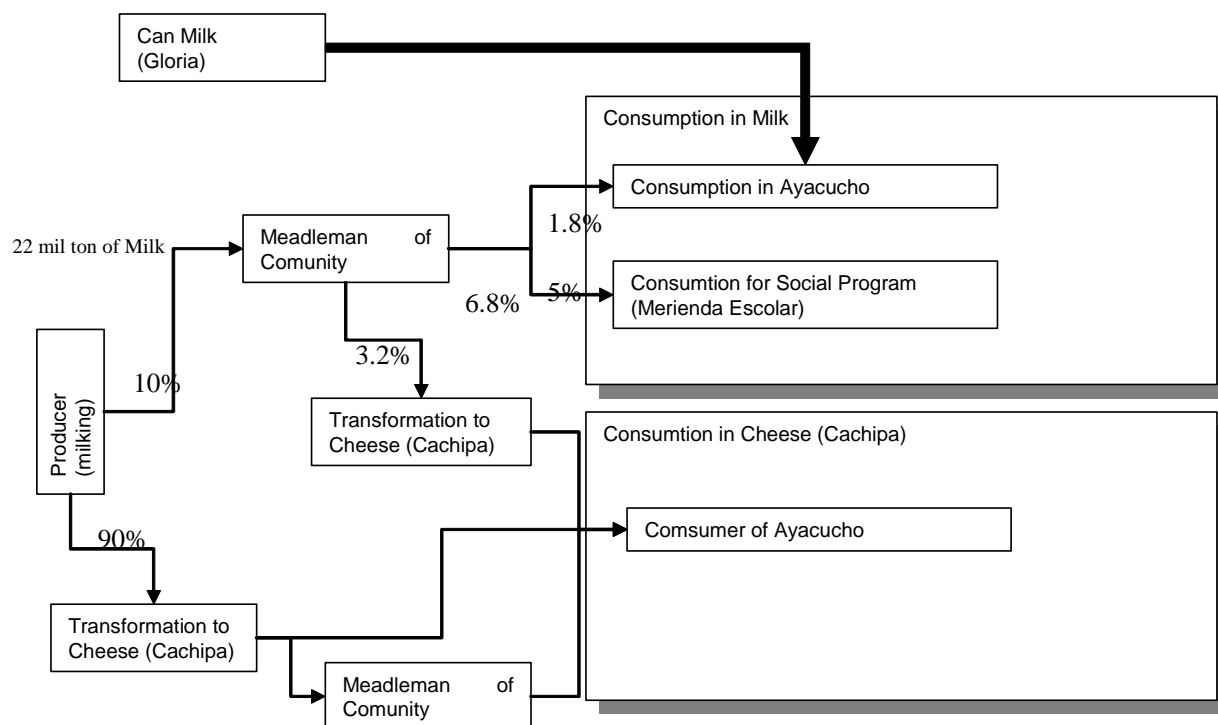 Can Milk
(Gloria)
Consumption in Milk
Consumption in Ayacucho
1.8%
22 mil ton of Milk
Meadleman of
Comunity
Consumtion for Social Program
(Merienda Escolar)
6.8%
5%
3.2%
10%
Producer
(milking)
Transformation to
Cheese (Cachipa)
Consumtion in Cheese (Cachipa)
90%
Comsumer of Ayacucho
Transformation to
Cheese (Cachipa)
Meadleman of
Comunity